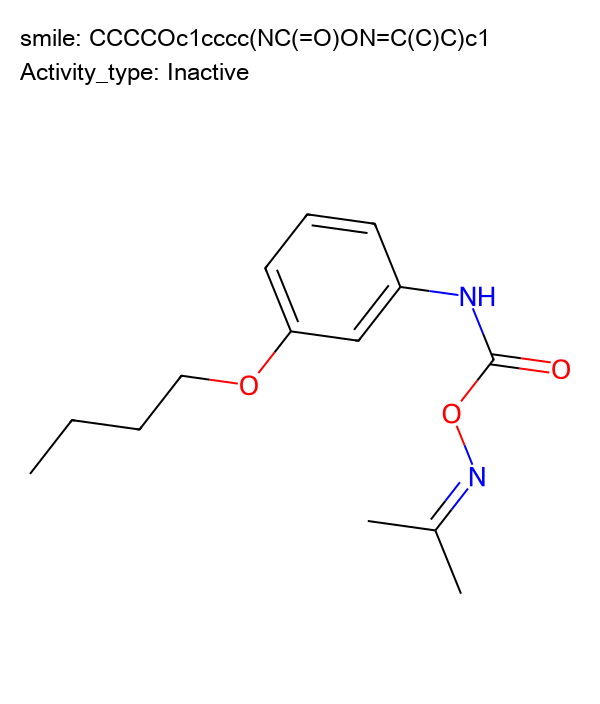 smile: CCCCOc1cccc(NC(=O)ON=C(C)C)c1
Activity_type: Inactive
NH
O
O
O
N